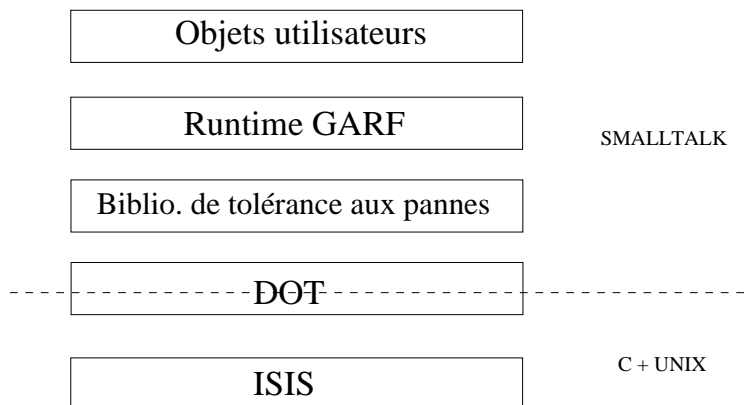 Objets utilisateurs
Runtime GARF
SMALLTALK
Biblio. de tolérance aux pannes
DOT
C + UNIX
ISIS